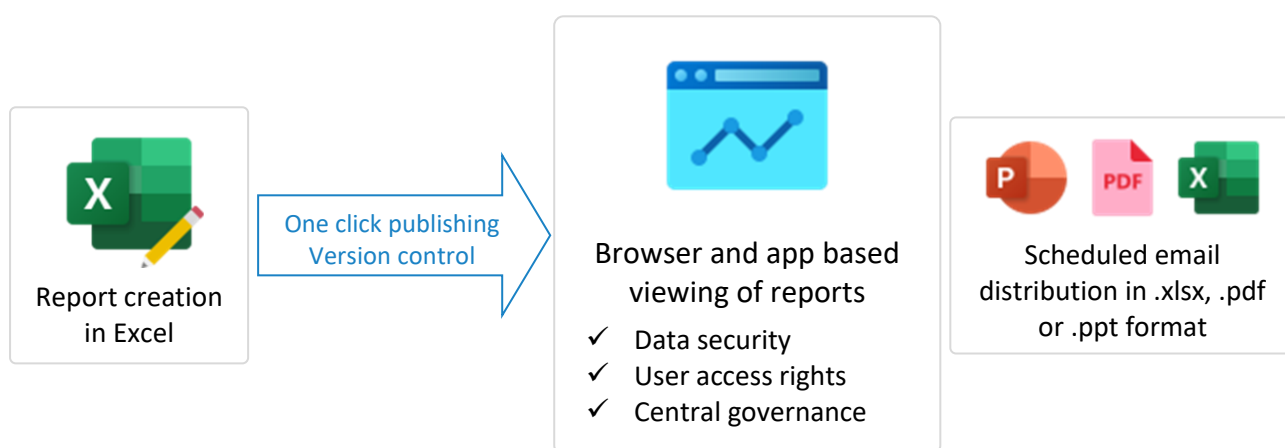 X
Report creation
in Excel
One click publishing
Version control
Browser and app based
viewing of reports
✓ Data security
✓ User access rights
✓ Central governance
P
PDF
X
Scheduled email
distribution in .xlsx, .pdf
or .ppt format